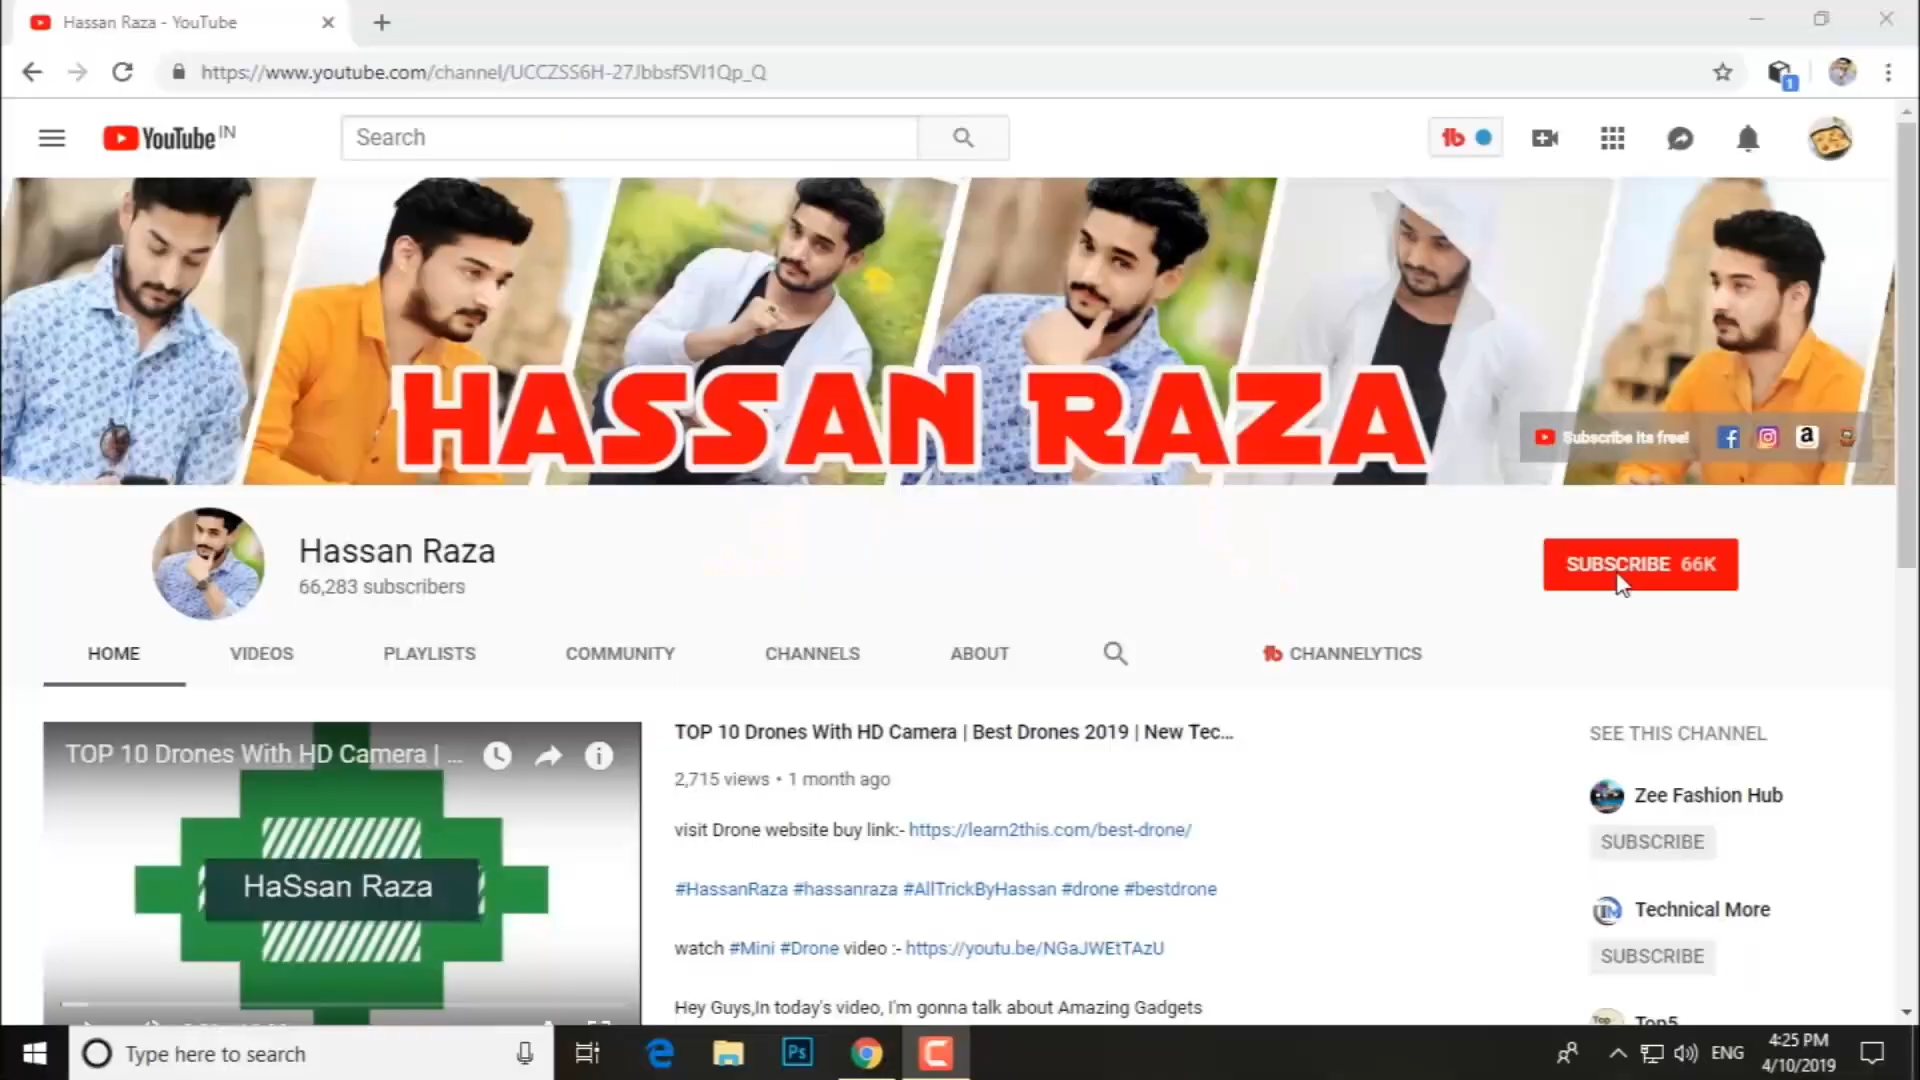 Hassan Raza - YouTube
https://www.youtube.com/channel/UCCZSS6H-27JbbsfSVI1Qp_Q
1
YouTube IN
Search
HASSAN RAZA
Subscribe its free!
Hassan Raza
66,283 subscribers
SUBSCRIBE 66K
HOME
VIDEOS
PLAYLISTS
COMMUNITY
CHANNELS
ABOUT
CHANNELYTICS
TOP 10 Drones With HD Camera | ...
HaSsan Raza
TOP 10 Drones With HD Camera | Best Drones 2019 | New Tec...
2,715 views • 1 month ago
visit Drone website buy link:- https://learn2this.com/best-drone/
#HassanRaza #hassanraza #AllTrickByHassan #drone #bestdrone
watch #Mini #Drone video :- https://youtu.be/NGaJWEtTAzU
Hey Guys,In today's video, I'm gonna talk about Amazing Gadgets
SEE THIS CHANNEL
Zee Fashion Hub
SUBSCRIBE
Technical More
SUBSCRIBE
Top5
Type here to search
Ps
ENG
4:25 PM
4/10/2019